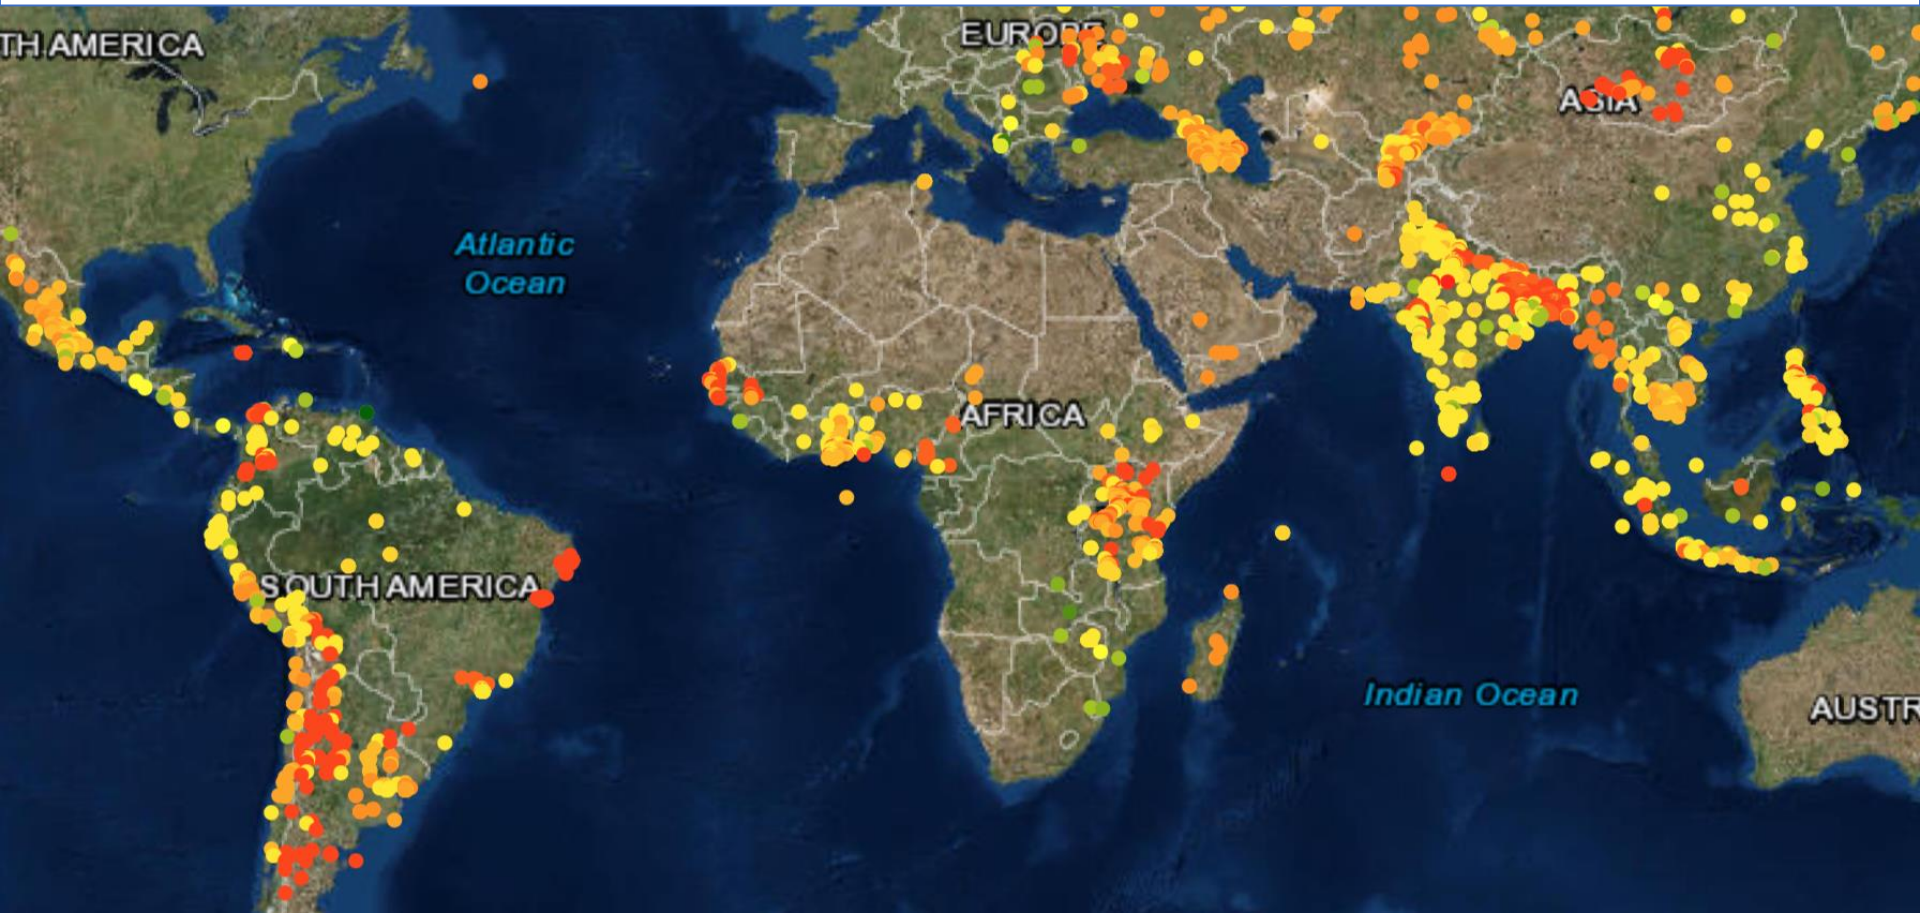 TH AMERICA
EUROPE
ASIA
Atlantic
Ocean
AFRICA
SOUTH AMERICA
Indian Ocean
AUSTR